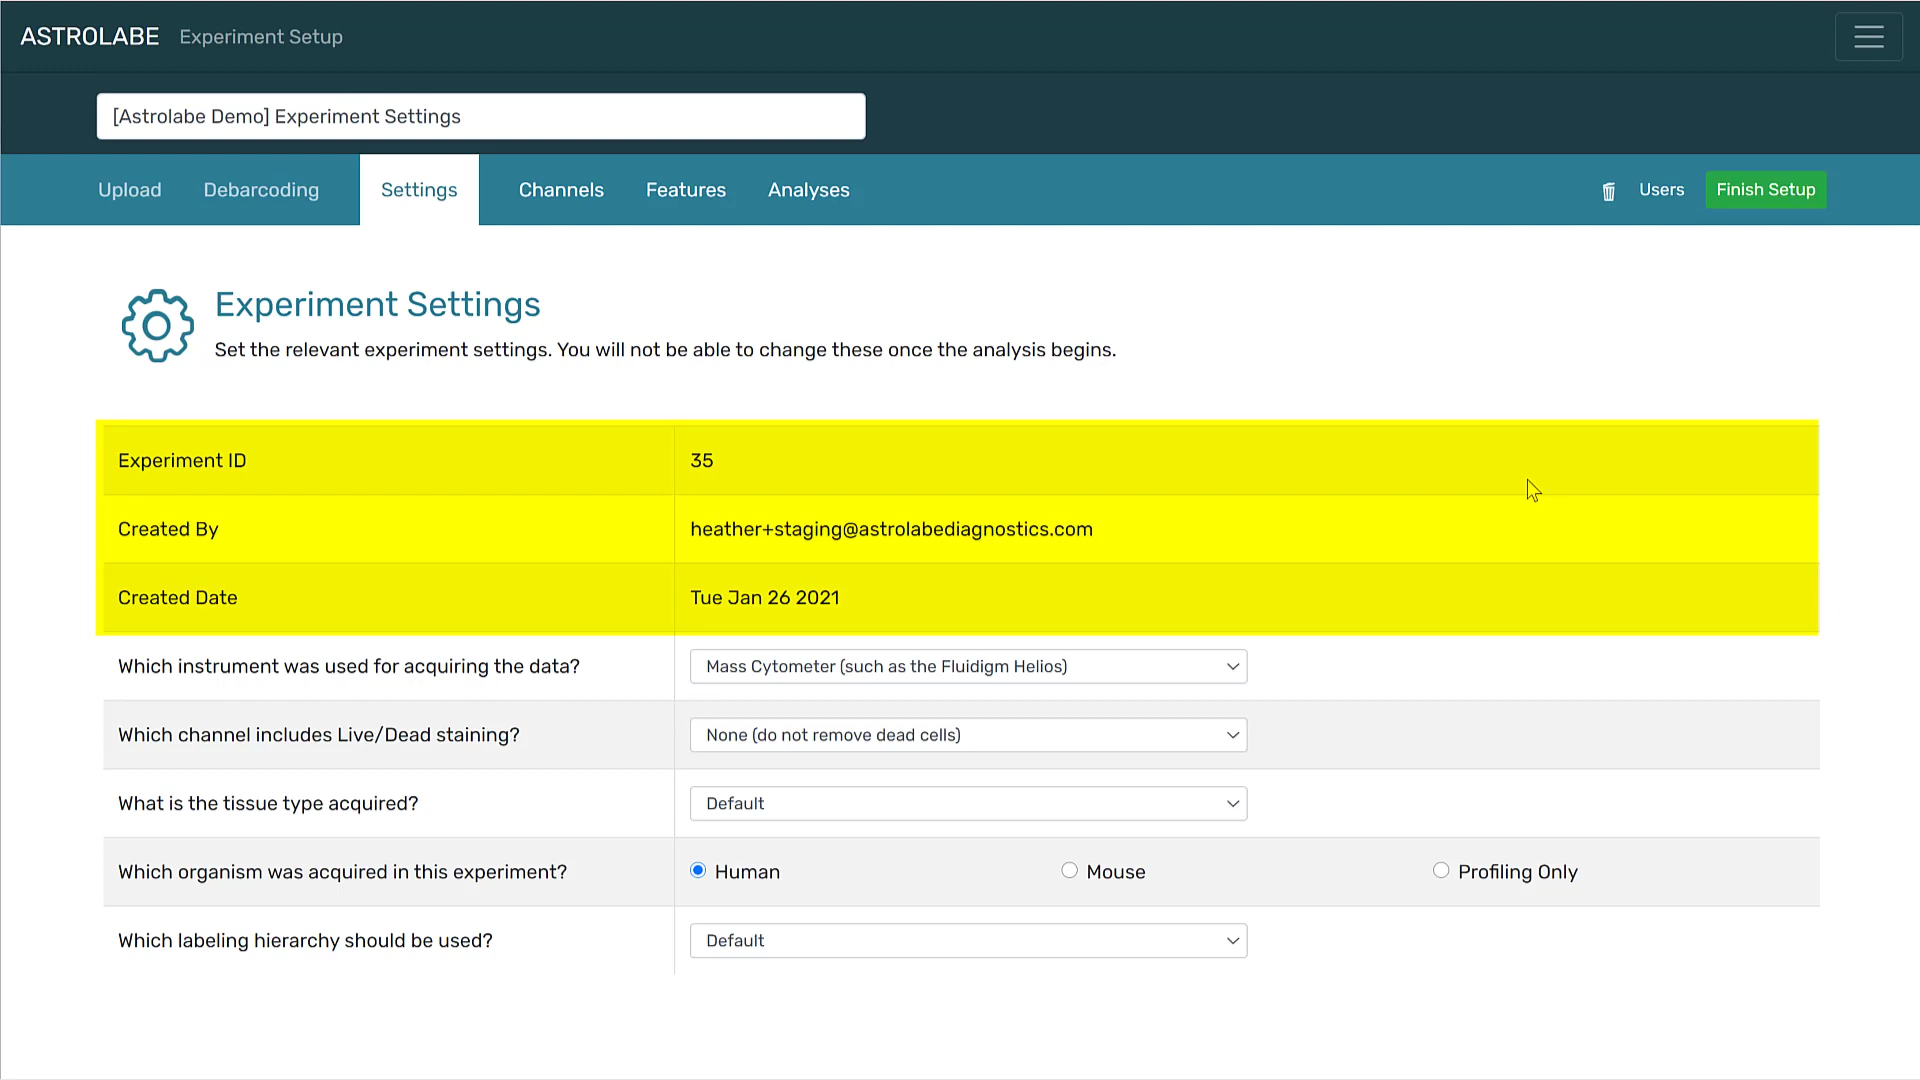 ASTROLABE Experiment Setup
[Astrolabe Demo] Experiment Settings
Upload Debarcoding Settings Channels Features Analyses Users Finish Setup
Experiment Settings
Set the relevant experiment settings. You will not be able to change these once the analysis begins.
Experiment ID 35
Created By heather+staging@astrolabediagnostics.com
Created Date Tue Jan 26 2021
Which instrument was used for acquiring the data? Mass Cytometer (such as the Fluidigm Helios)
Which channel includes Live/Dead staining? None (do not remove dead cells)
What is the tissue type acquired? Default
Which organism was acquired in this experiment? Human Mouse Profiling Only
Which labeling hierarchy should be used? Default